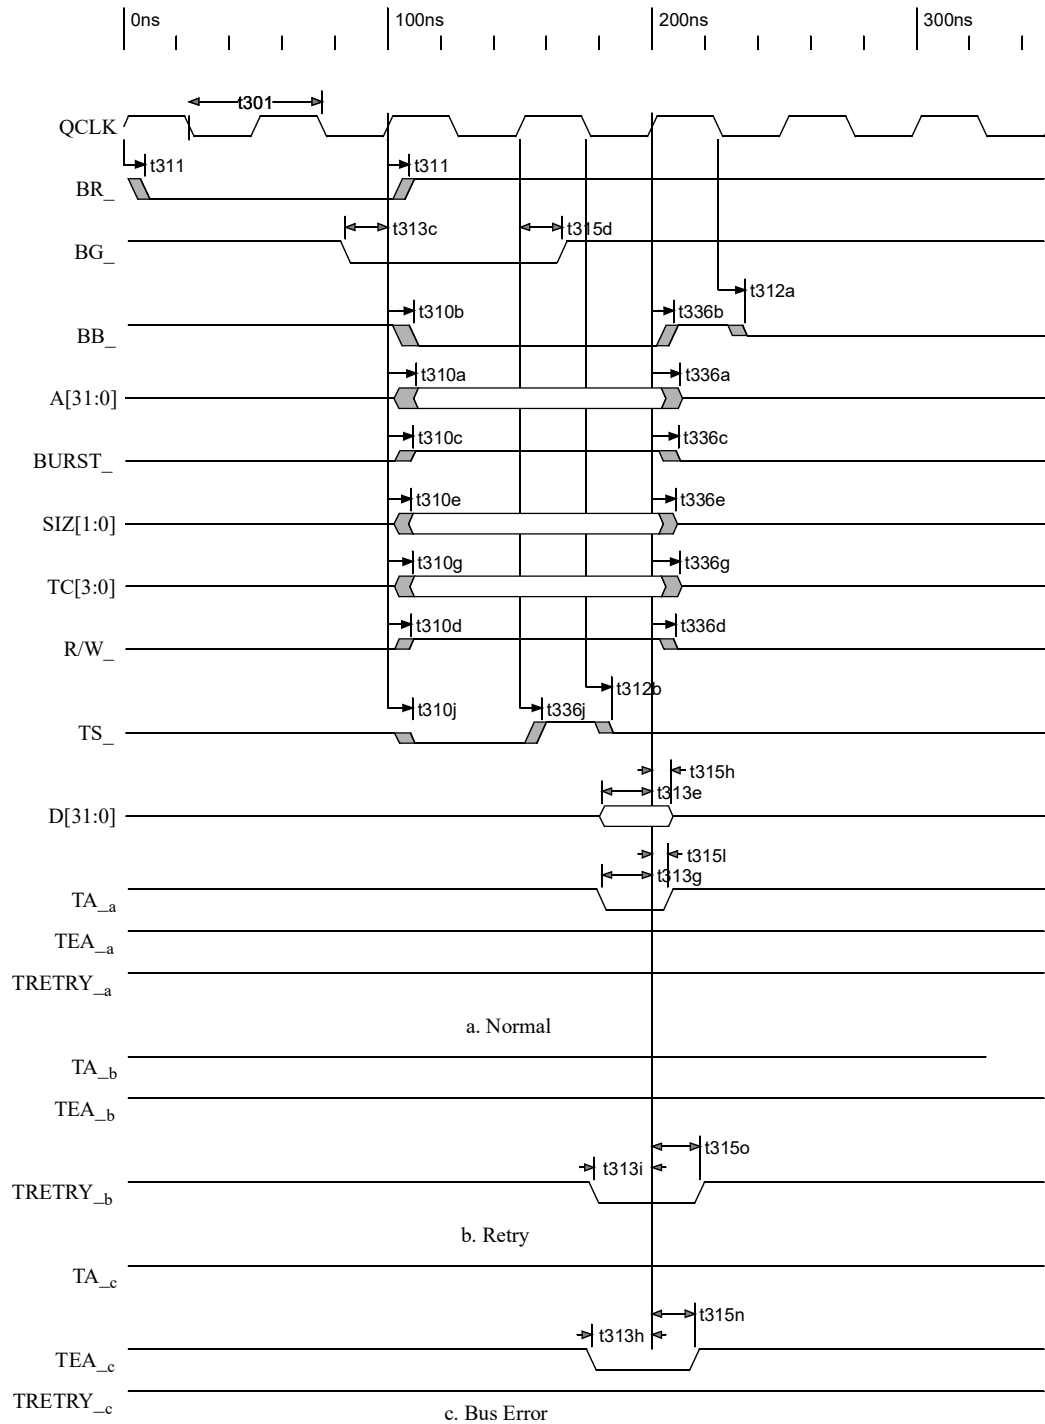 0ns 100ns 200ns 300ns
t301
QCLK
t311 t311
BR_
t313c t315d
BG_
t312a
t310b t336b
BB_
t310a t336a
A[31:0]
t310c t336c
BURST_
t310e t336e
SIZ[1:0]
t310g t336g
TC[3:0]
t310d t336d
R/W_
t312b
t310j t336j
TS_
t315h
t313e
D[31:0]
t315l
t313g
TA_a
TEA_a
TRETRY_a
a. Normal
TA_b
TEA_b
t315o
t313i
TRETRY_b
b. Retry
TA_c
t315n
t313h
TEA_c
TRETRY_c
c. Bus Error